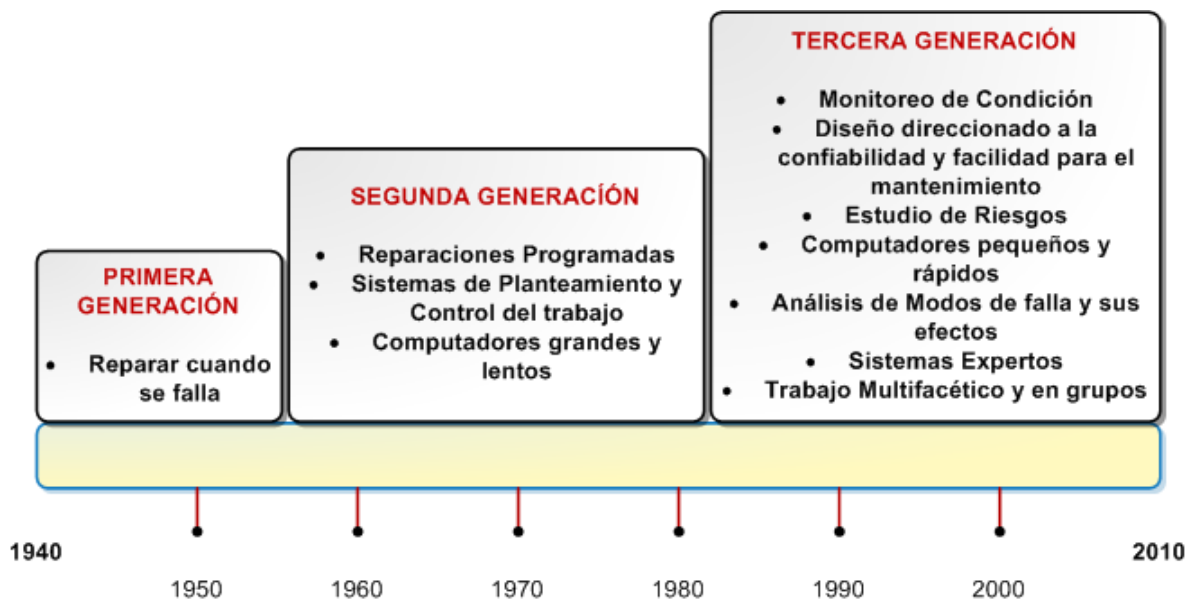 PRIMERA
GENERACIÓN
• Reparar cuando
se falla
SEGUNDA GENERACÍÓN
• Reparaciones Programadas
• Sistemas de Planteamiento y
Control del trabajo
• Computadores grandes y
lentos
TERCERA GENERACIÓN
• Monitoreo de Condición
• Diseño direccionado a la
confiabilidad y facilidad para el
mantenimiento
• Estudio de Riesgos
• Computadores pequeños y
rápidos
• Análisis de Modos de falla y sus
efectos
• Sistemas Expertos
• Trabajo Multifacético y en grupos
1940
1950
1960
1970
1980
1990
2000
2010